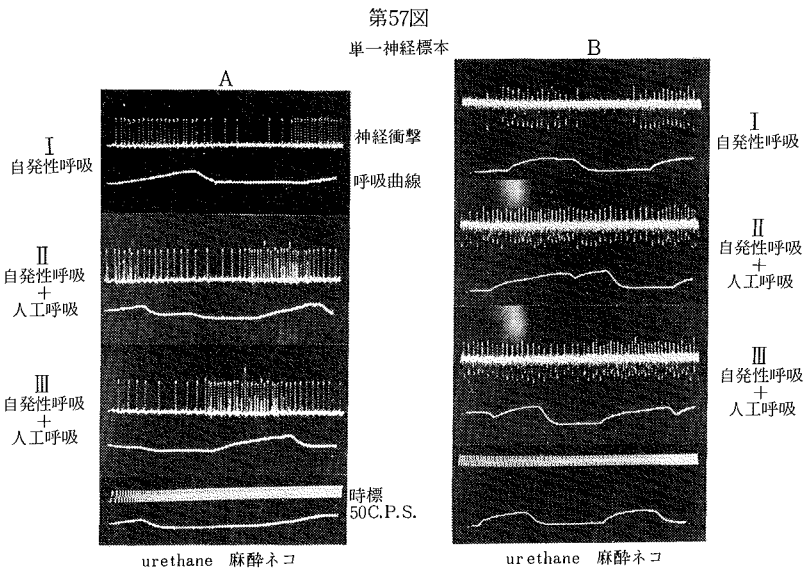 第57図
単一神経標本
A
Ⅰ
自発性呼吸
神経衝撃
呼吸曲線
Ⅱ
自発性呼吸
+
人工呼吸
Ⅲ
自発性呼吸
+
人工呼吸
時標
50C.P.S.
urethane 麻酔ネコ
B
Ⅰ
自発性呼吸
Ⅱ
自発性呼吸
+
人工呼吸
Ⅲ
自発性呼吸
+
人工呼吸
urethane 麻酔ネコ